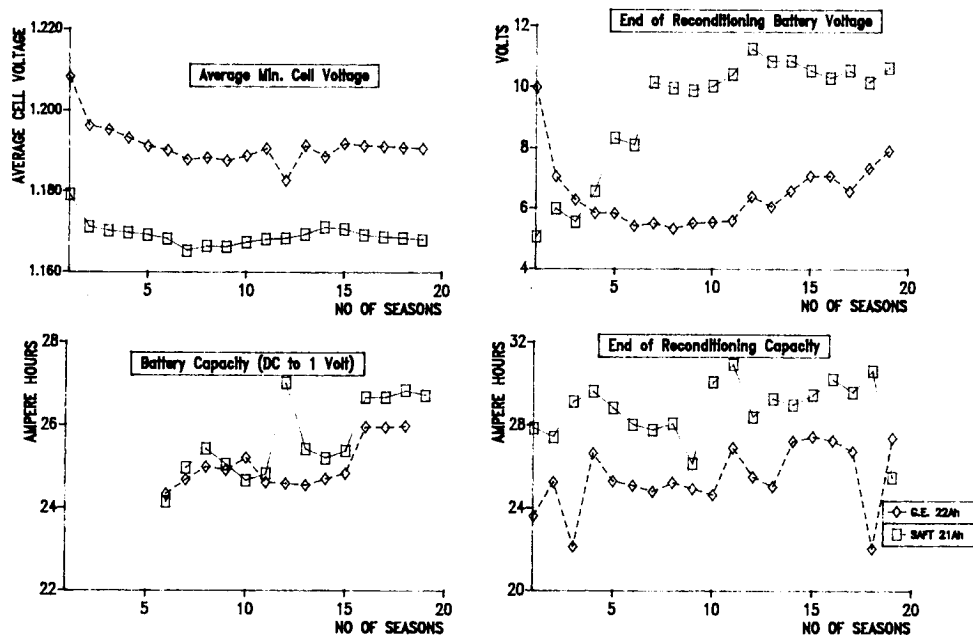 1.220
1.200
1.180
1.160
AVERAGE CELL VOLTAGE
Average Min. Cell Voltage
5
10
15
20
NO OF SEASONS
12
10
8
6
4
VOLTS
End of Reconditioning Battery Voltage
5
10
15
20
NO OF SEASONS
28
26
24
22
AMPERE HOURS
Battery Capacity (DC to 1 Volt)
5
10
15
20
NO OF SEASONS
32
28
24
20
AMPERE HOURS
End of Reconditioning Capacity
G.E. 22Ah
SAFT 21Ah
5
10
15
20
NO OF SEASONS